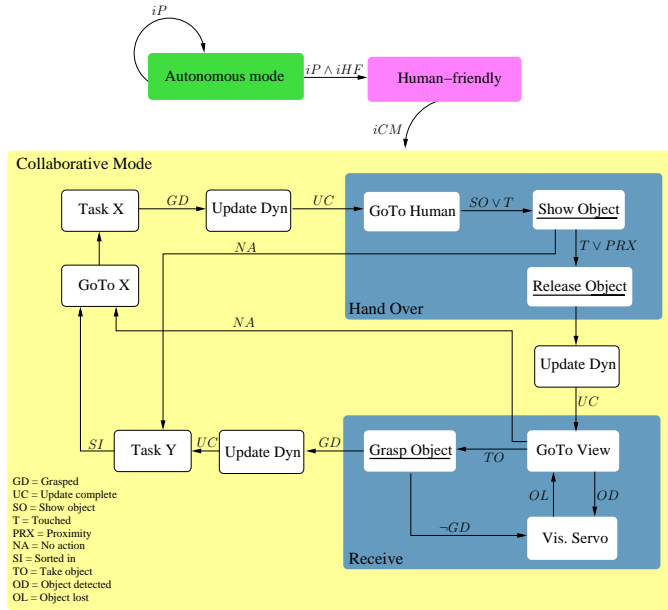 iP
Autonomous mode
iP ∧ iHF
Human−friendly
iCM
Collaborative Mode
Task X
GD
Update Dyn
UC
GoTo Human
SO ∨ T
Show Object
NA
T ∨ PRX
GoTo X
Release Object
Hand Over
NA
Update Dyn
UC
SI
Task Y
UC
Update Dyn
GD
Grasp Object
TO
GoTo View
OL
OD
¬GD
Vis. Servo
Receive
GD = Grasped
UC = Update complete
SO = Show object
T = Touched
PRX = Proximity
NA = No action
SI = Sorted in
TO = Take object
OD = Object detected
OL = Object lost